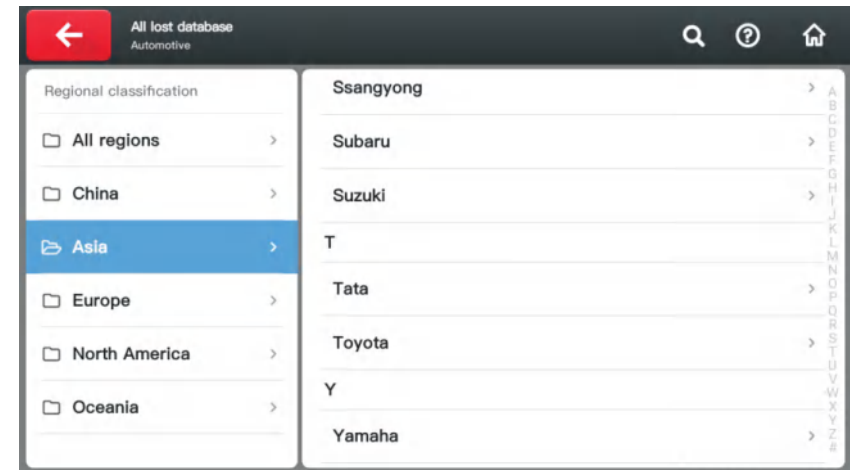 All lost database
Automotive
Regional classification
All regions
China
Asia
Europe
North America
Oceania
Ssangyong
Subaru
Suzuki
T
Tata
Toyota
Y
Yamaha
A
B
C
D
E
F
G
H
I
J
K
L
M
N
O
P
Q
R
S
T
U
V
W
X
Y
Z
#